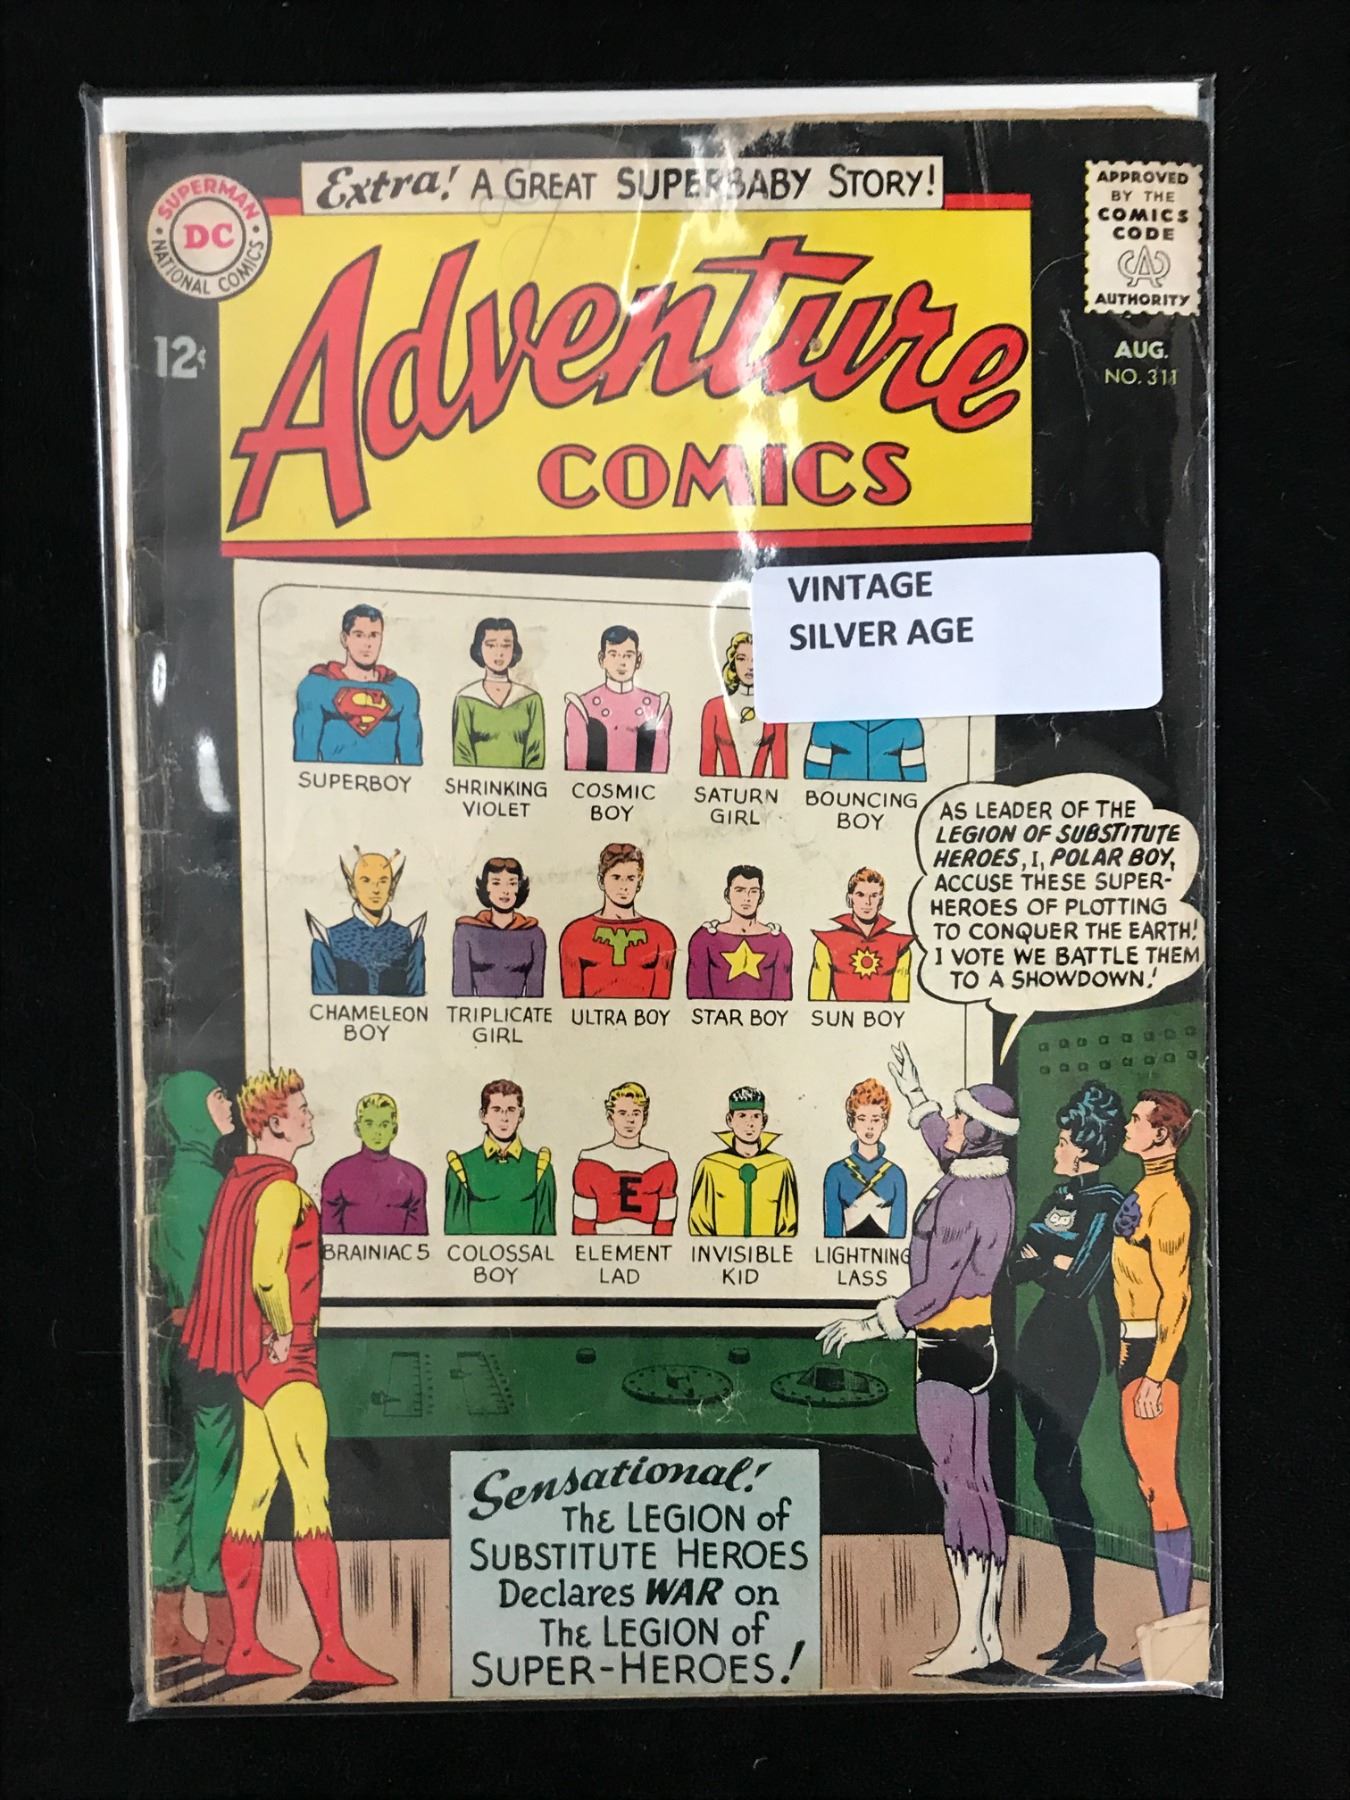 Extra! A GREAT SUPERBABY STORY!
SUPERMAN
DC
NATIONAL COMICS
APPROVED
BY THE
COMICS
CODE
CA
AUTHORITY
12¢
AUG.
NO. 311
Adventure
COMICS
VINTAGE
SILVER AGE
SUPERBOY
SHRINKING
VIOLET
COSMIC
BOY
SATURN
GIRL
BOUNCING
BOY
AS LEADER OF THE
LEGION OF SUBSTITUTE
HEROES, I, POLAR BOY,
ACCUSE THESE SUPER-
HEROES OF PLOTTING
TO CONQUER THE EARTH!
I VOTE WE BATTLE THEM
TO A SHOWDOWN!
CHAMELEON
BOY
TRIPLICATE
GIRL
ULTRA BOY
STAR BOY
SUN BOY
E
BRAINIAC 5
COLOSSAL
BOY
ELEMENT
LAD
INVISIBLE
KID
LIGHTNING
LASS
Sensational!
THE LEGION of
SUBSTITUTE HEROES
Declares WAR on
THE LEGION of
SUPER-HEROES!